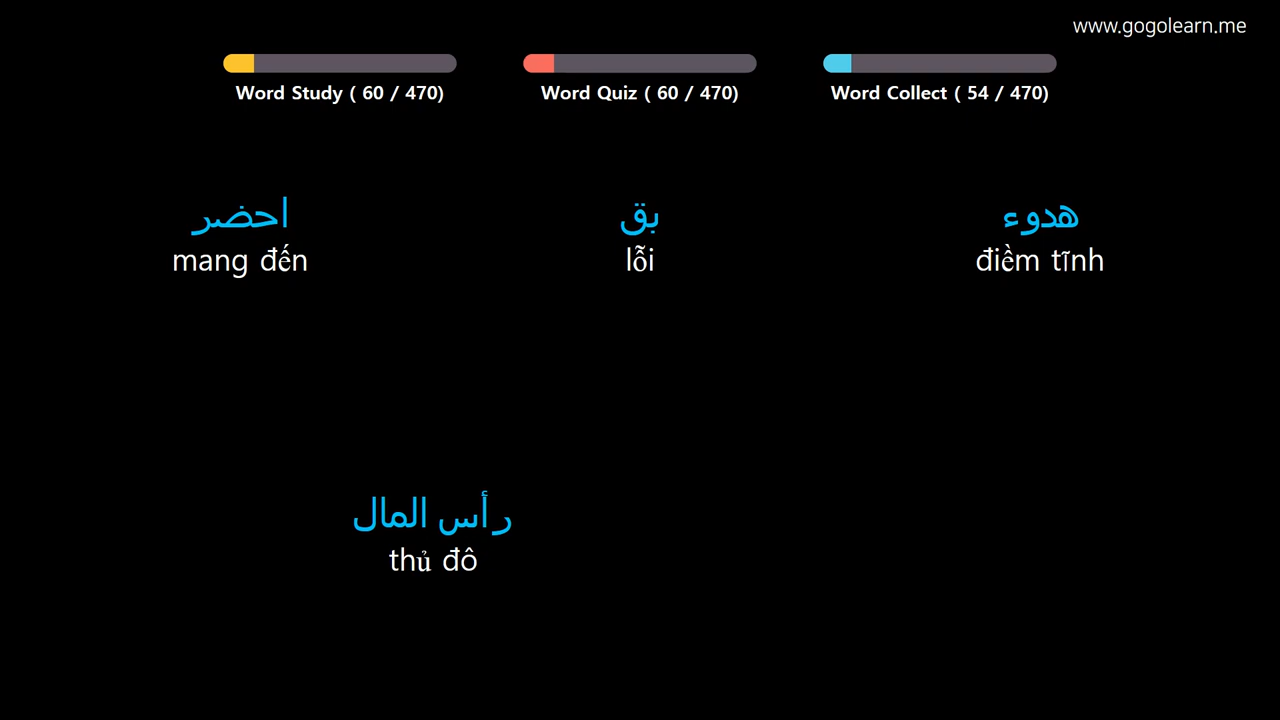 www.gogolearn.me
Word Study ( 60 / 470)
Word Quiz ( 60 / 470)
Word Collect ( 54 / 470)
احضر
mang đến
بق
lỗi
هدوء
điềm tĩnh
رأس المال
thủ đô